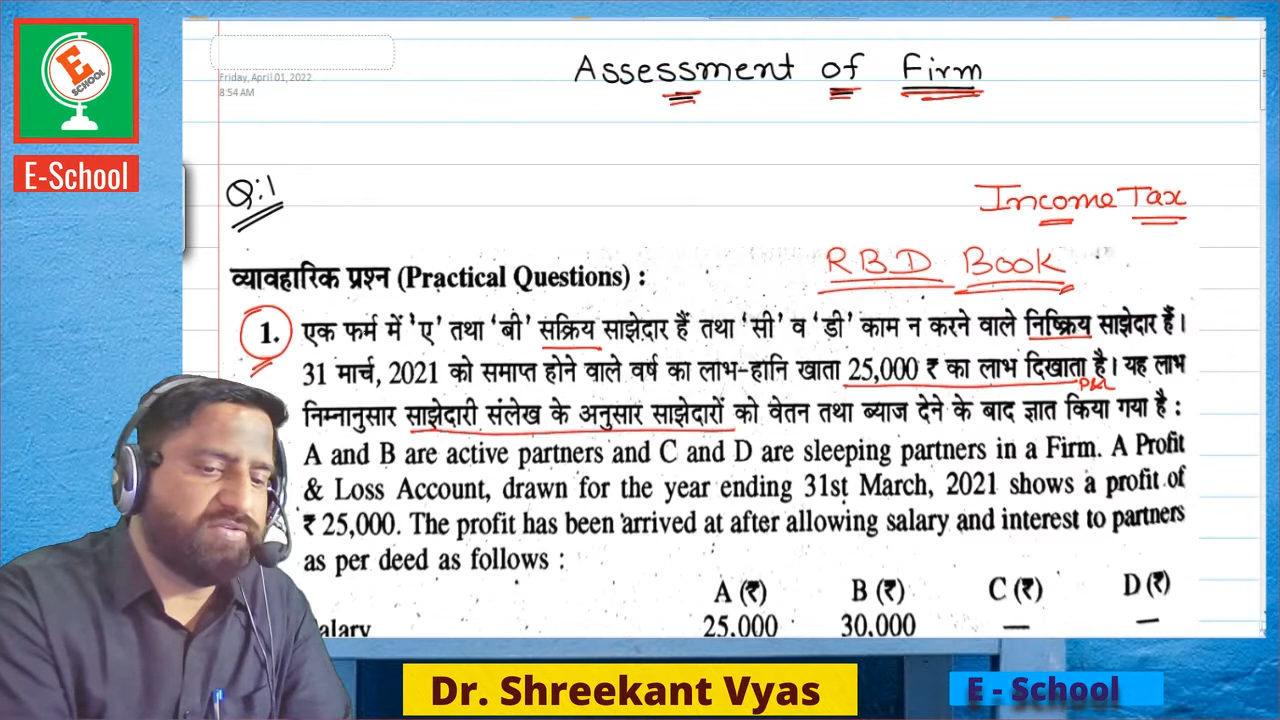 E
SCHOOL
E-School
Friday, April 01, 2022
8:54 AM
Assessment of Firm
Q:1
Income Tax
RBD Book
व्यावहारिक प्रश्न (Practical Questions) :
1. एक फर्म में 'ए' तथा 'बी' सक्रिय साझेदार हैं तथा 'सी' व 'डी' काम न करने वाले निष्क्रिय साझेदार हैं।
31 मार्च, 2021 को समाप्त होने वाले वर्ष का लाभ-हानि खाता 25,000 ₹ का लाभ दिखाता है। यह लाभ
निम्नानुसार साझेदारी संलेख के अनुसार साझेदारों को वेतन तथा ब्याज देने के बाद ज्ञात किया गया है :
A and B are active partners and C and D are sleeping partners in a Firm. A Profit
& Loss Account, drawn for the year ending 31st March, 2021 shows a profit of
₹ 25,000. The profit has been arrived at after allowing salary and interest to partners
as per deed as follows :
A (₹) B (₹) C (₹) D (₹)
alary 25,000 30,000 — —
Dr. Shreekant Vyas
E - School